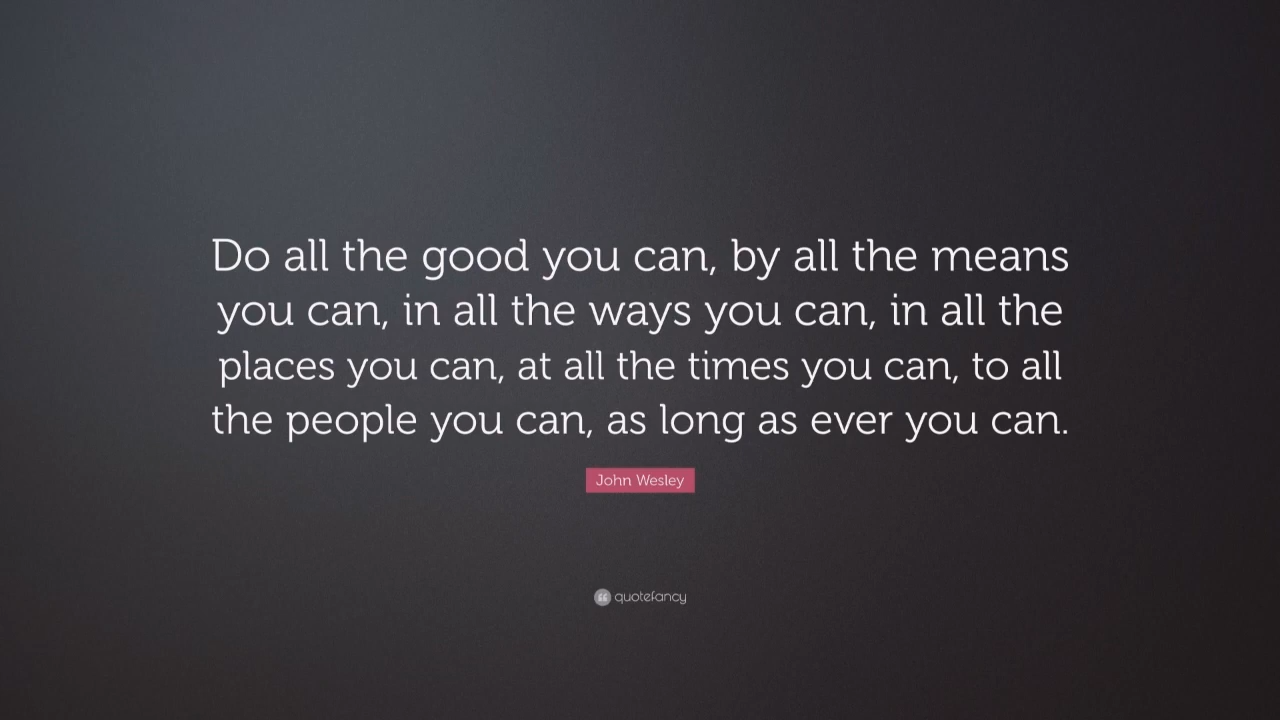 Do all the good you can, by all the means
you can, in all the ways you can, in all the
places you can, at all the times you can, to all
the people you can, as long as ever you can.
John Wesley
quotefancy